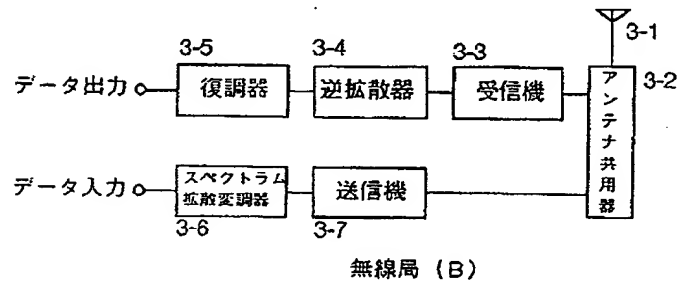 3-1
3-5
3-4
3-3
3-2
データ出力
復調器
逆拡散器
受信機
アンテナ共用器
データ入力
スペクトラム
拡散変調器
送信機
3-6
3-7
無線局 (B)